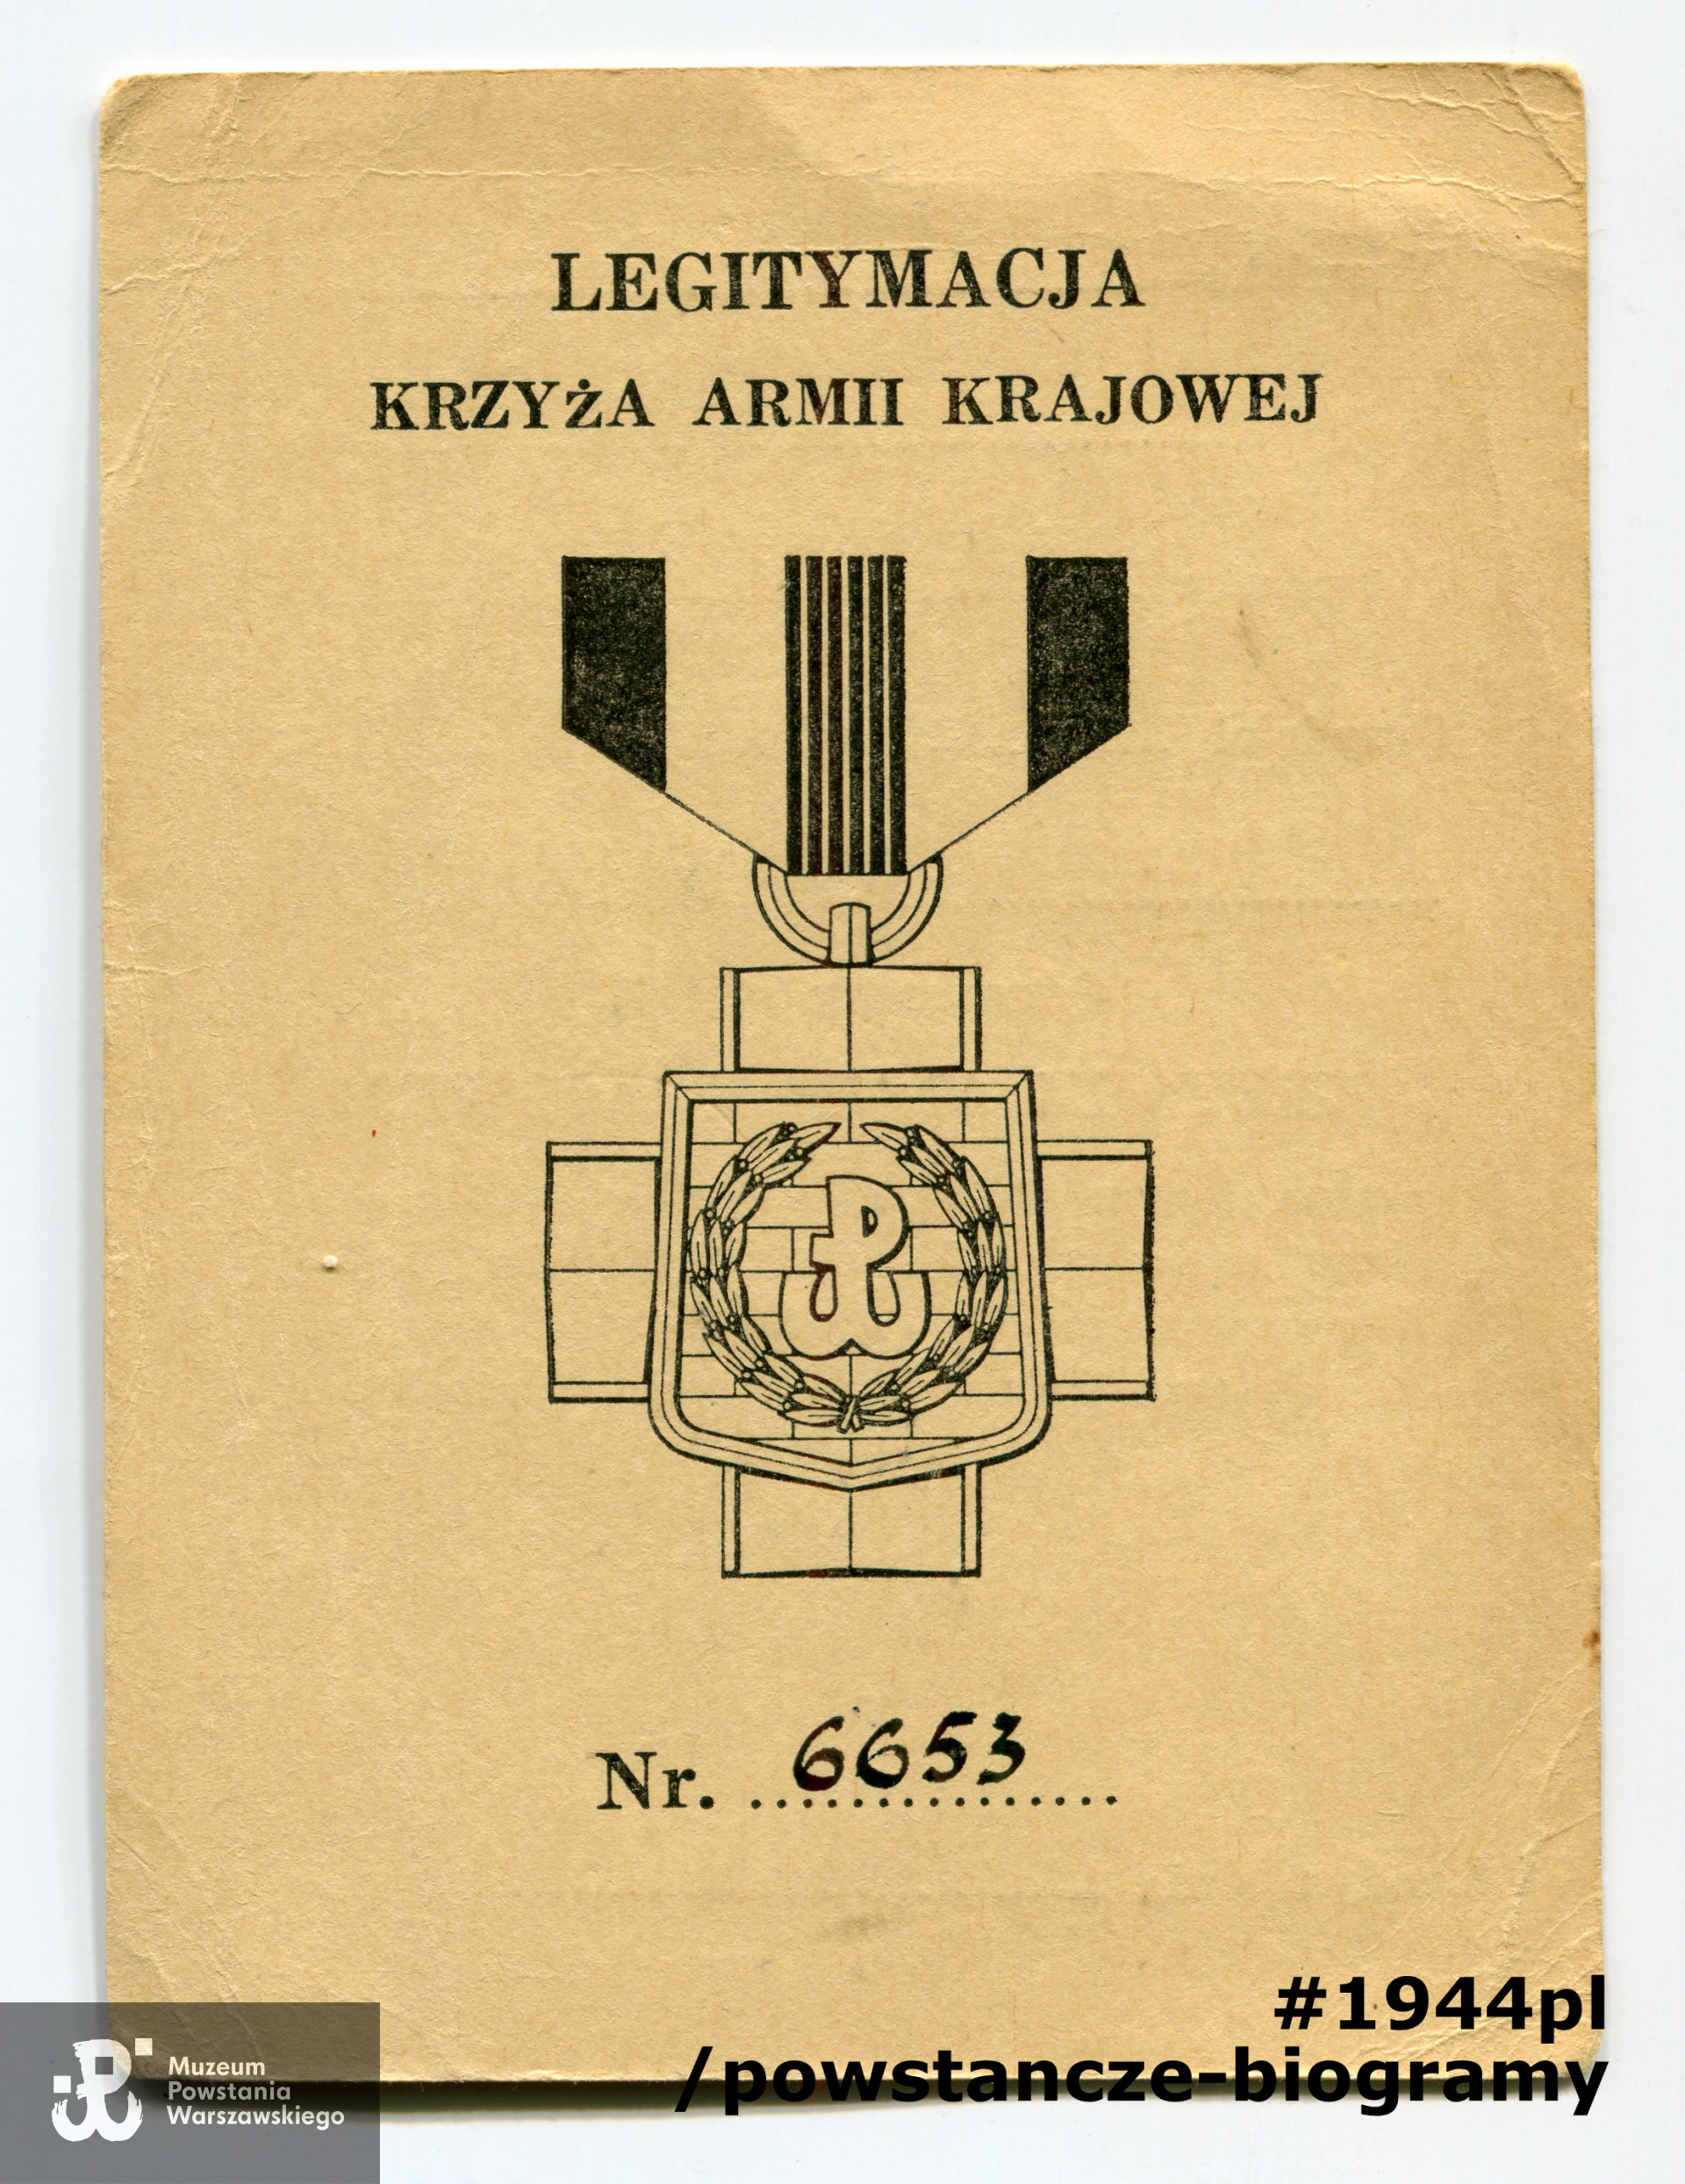 LEGITYMACJA
KRZYżA ARMII KRAJOWEJ
Nr. 6653
#1944pl
/powstancze-biogramy
Muzeum
Powstania
Warszawskiego